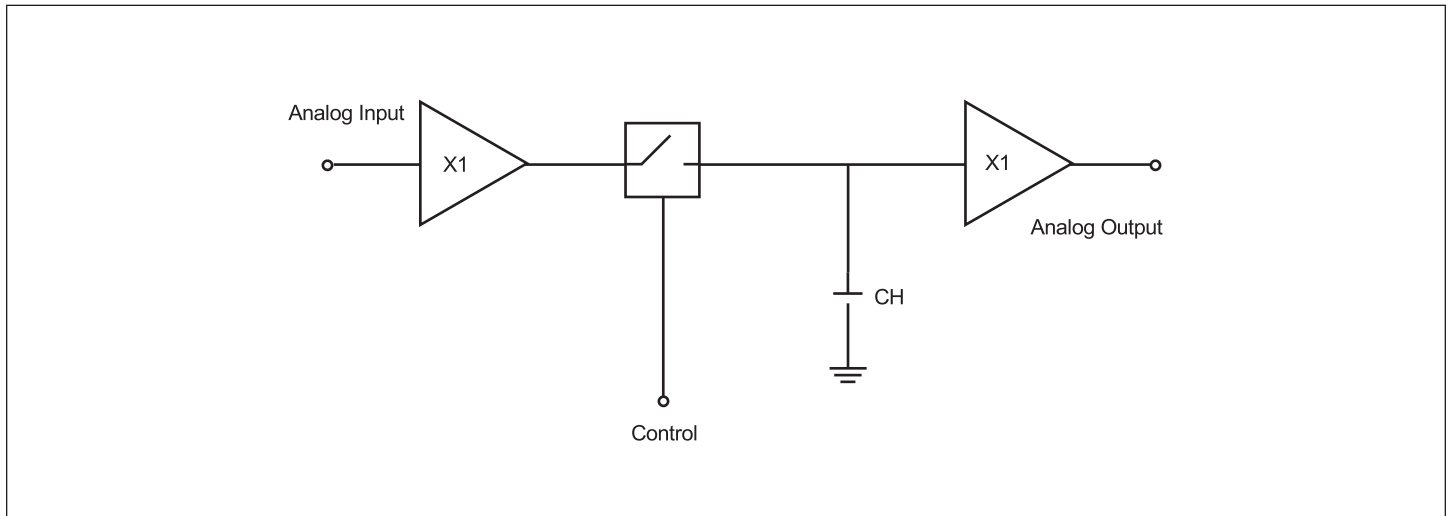 Analog Input
X1
X1
Analog Output
CH
Control